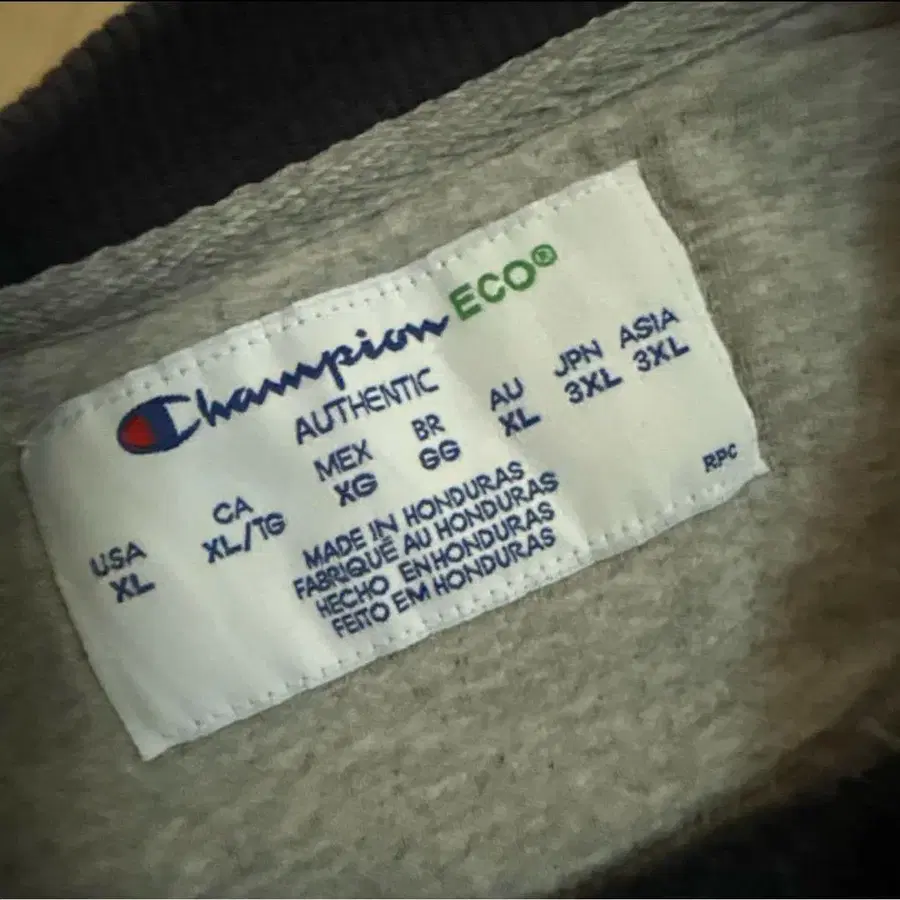 Champion ECO®
AUTHENTIC
USA CA MEX BR AU JPN ASIA
XL XL/TG XG GG XL 3XL 3XL
RPC
MADE IN HONDURAS
FABRIQUÉ AU HONDURAS
HECHO EN HONDURAS
FEITO EM HONDURAS